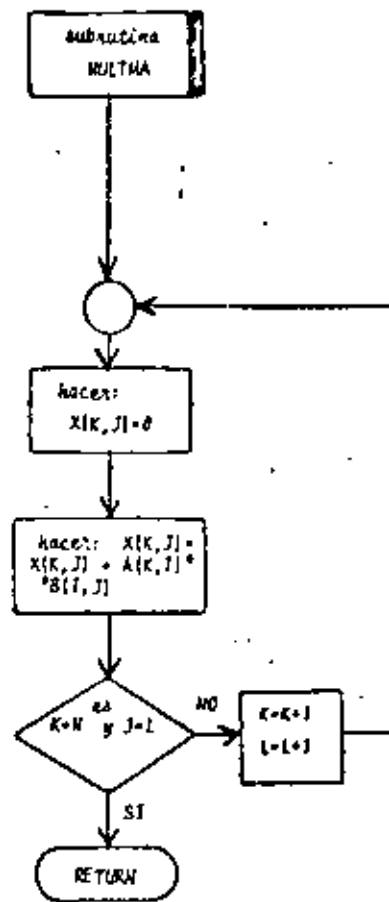 subrutina
MULTMA
hacer:
X(K,J)=0
hacer: X(K,J)=
X(K,J) + A(K,I)*
*B(I,J)
es
K=N y J=L
NO
K=K+1
L=L+1
SI
RETURN